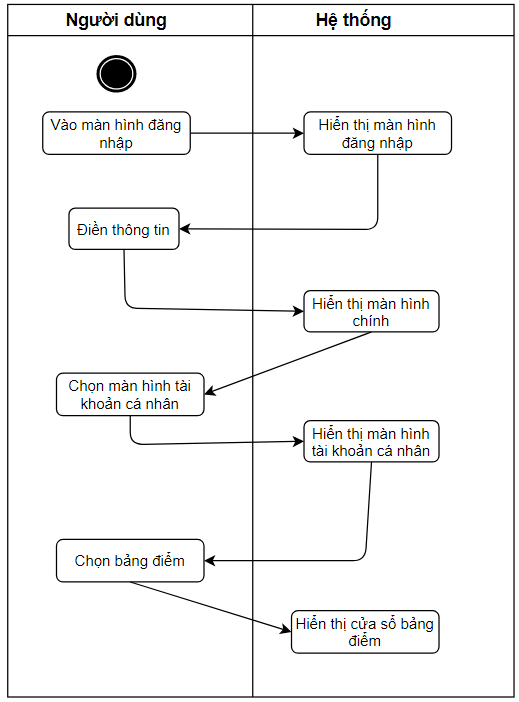 Người dùng
Hệ thống
Vào màn hình đăng
nhập
Hiển thị màn hình
đăng nhập
Điền thông tin
Hiển thị màn hình
chính
Chọn màn hình tài
khoản cá nhân
Hiển thị màn hình
tài khoản cá nhân
Chọn bảng điểm
Hiển thị cửa sổ bảng
điểm